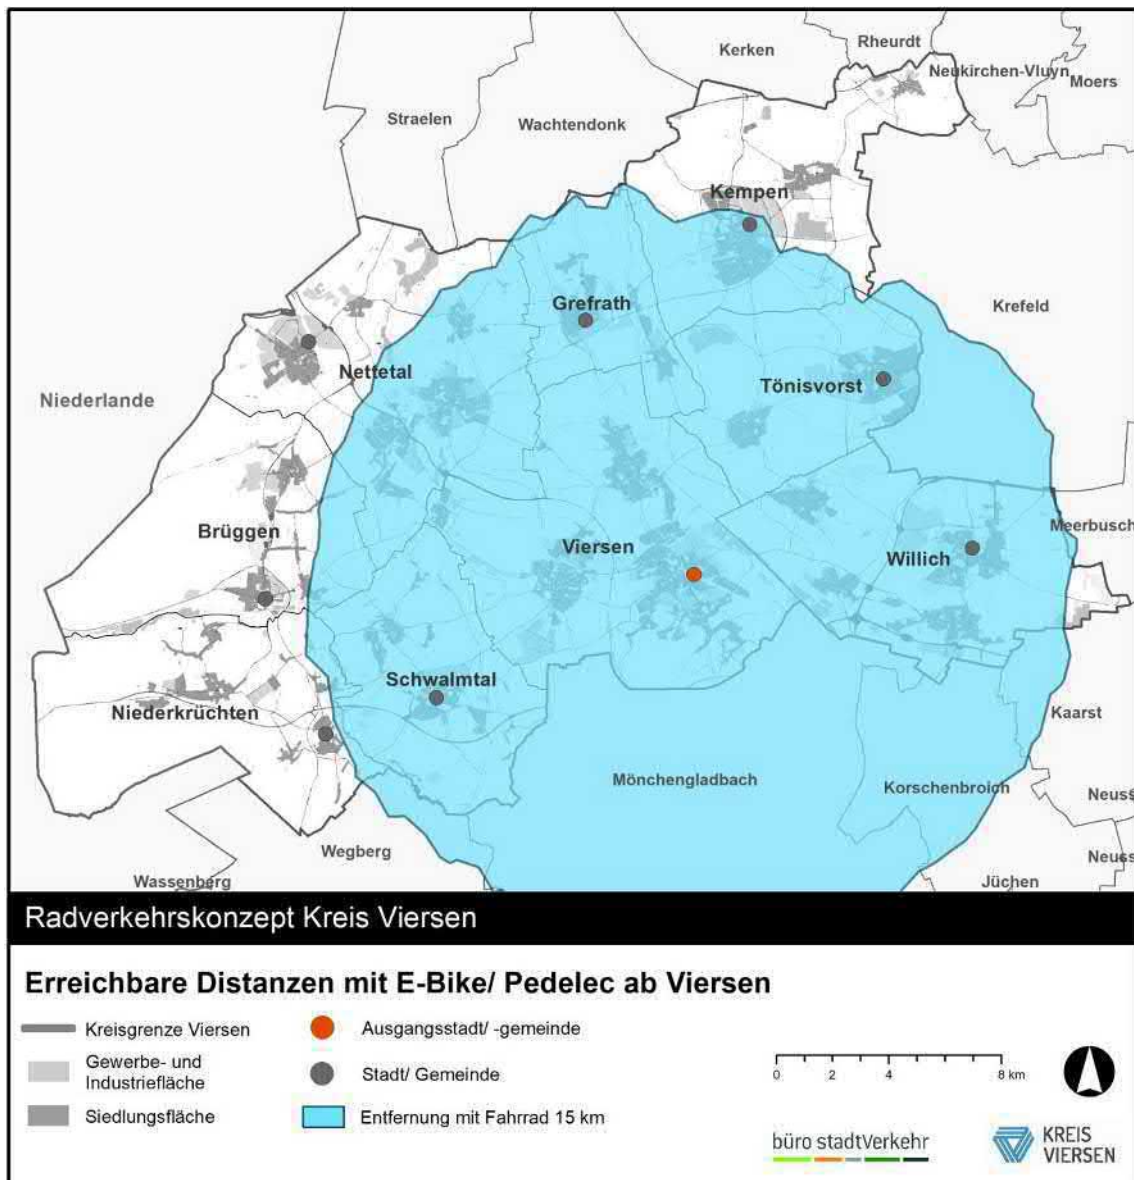 Kerken
Rheurdt
Neukirchen-Vluyn
Moers
Straelen
Wachtendonk
Kempen
Grefrath
Krefeld
Nettetal
Tönisvorst
Niederlande
Brüggen
Viersen
Meerbusch
Willich
Schwalmtal
Niederkrüchten
Kaarst
Mönchengladbach
Korschenbroich
Neuss
Wegberg
Neuss
Wassenberg
Jüchen
Radverkehrskonzept Kreis Viersen
Erreichbare Distanzen mit E-Bike/ Pedelec ab Viersen
Kreisgrenze Viersen
Gewerbe- und
Industriefläche
Siedlungsfläche
Ausgangsstadt/ -gemeinde
Stadt/ Gemeinde
Entfernung mit Fahrrad 15 km
0 2 4 8 km
büro stadtVerkehr
KREIS
VIERSEN